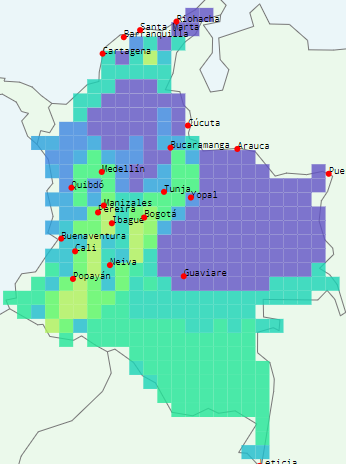 Riohacha
Santa Marta
Barranquilla
Cartagena
Cúcuta
Bucaramanga
Arauca
Medellín
Pue
Quibdó
Tunja
Yopal
Manizales
Pereira
Bogotá
Ibagué
Buenaventura
Cali
Neiva
Guaviare
Popayán
Leticia